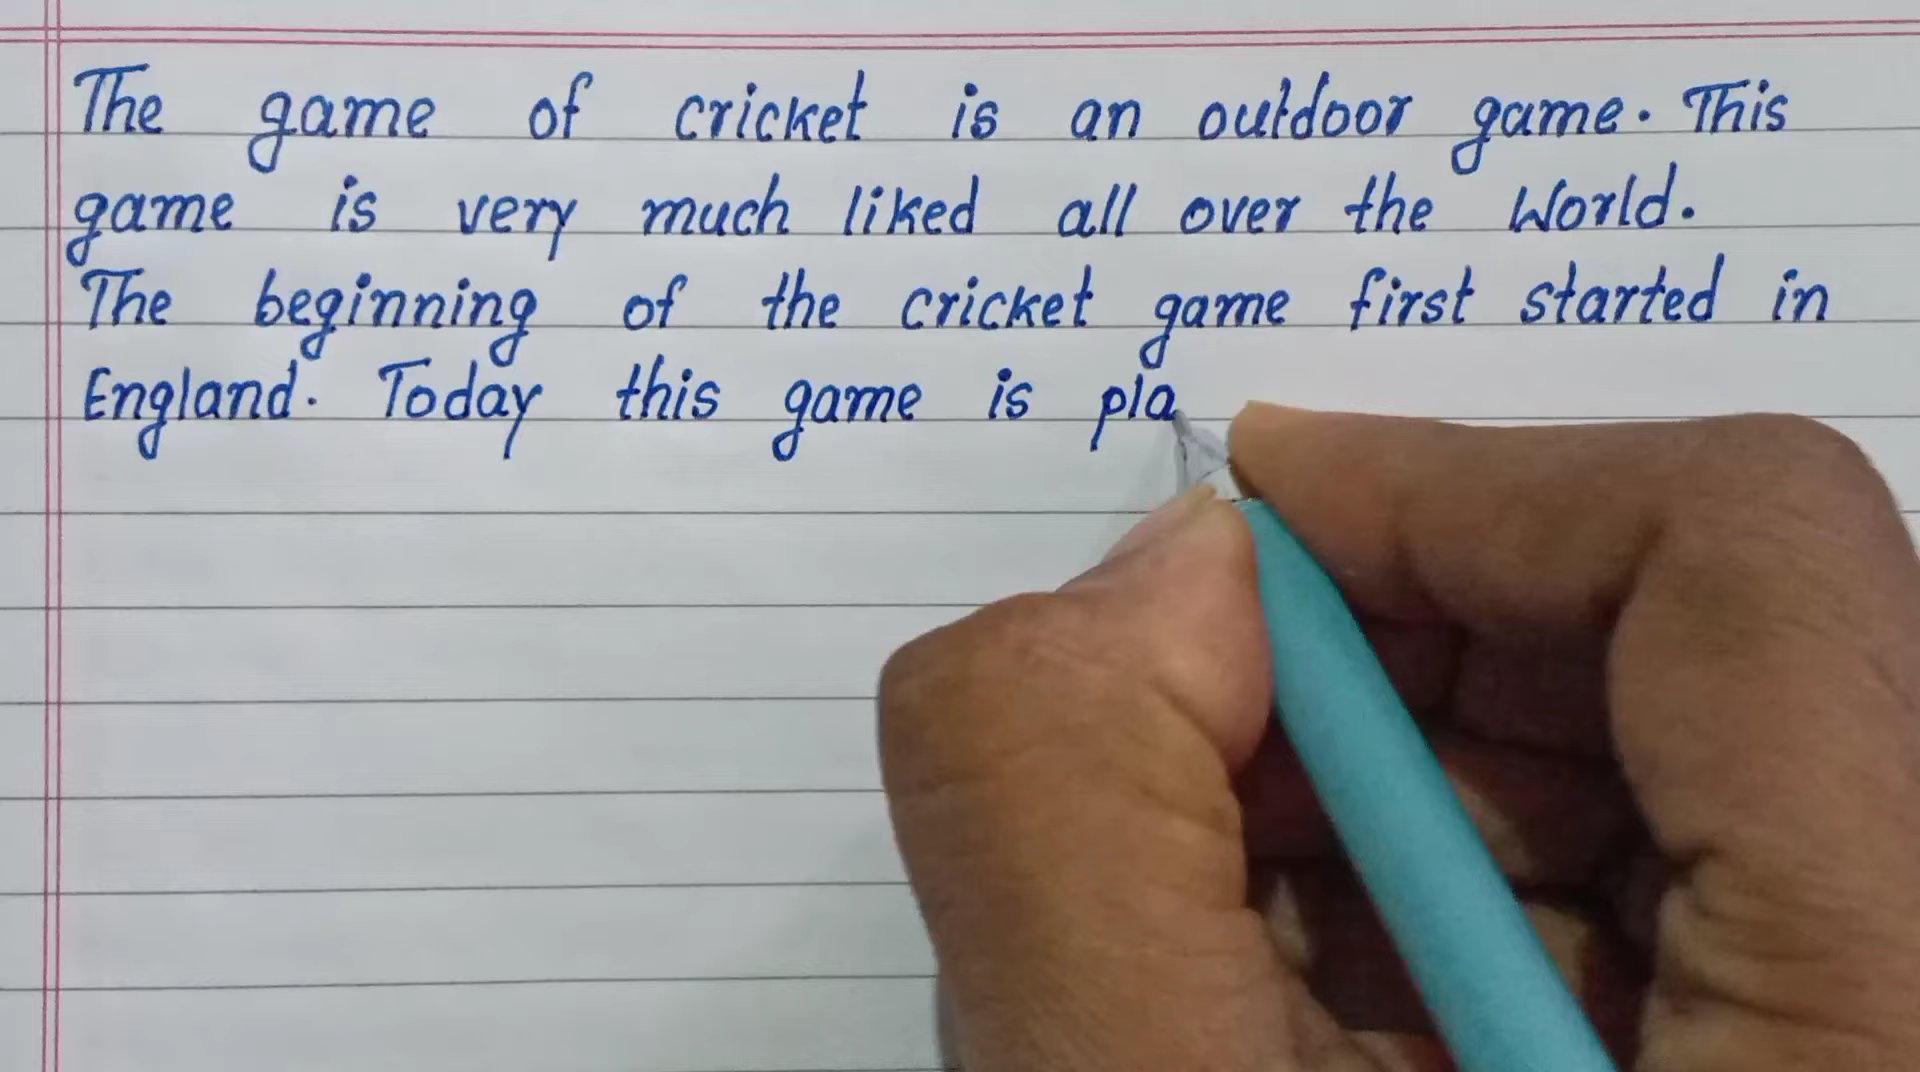 The game of cricket is an outdoor game. This
game is very much liked all over the World.
The beginning of the cricket game first started in
England. Today this game is pla